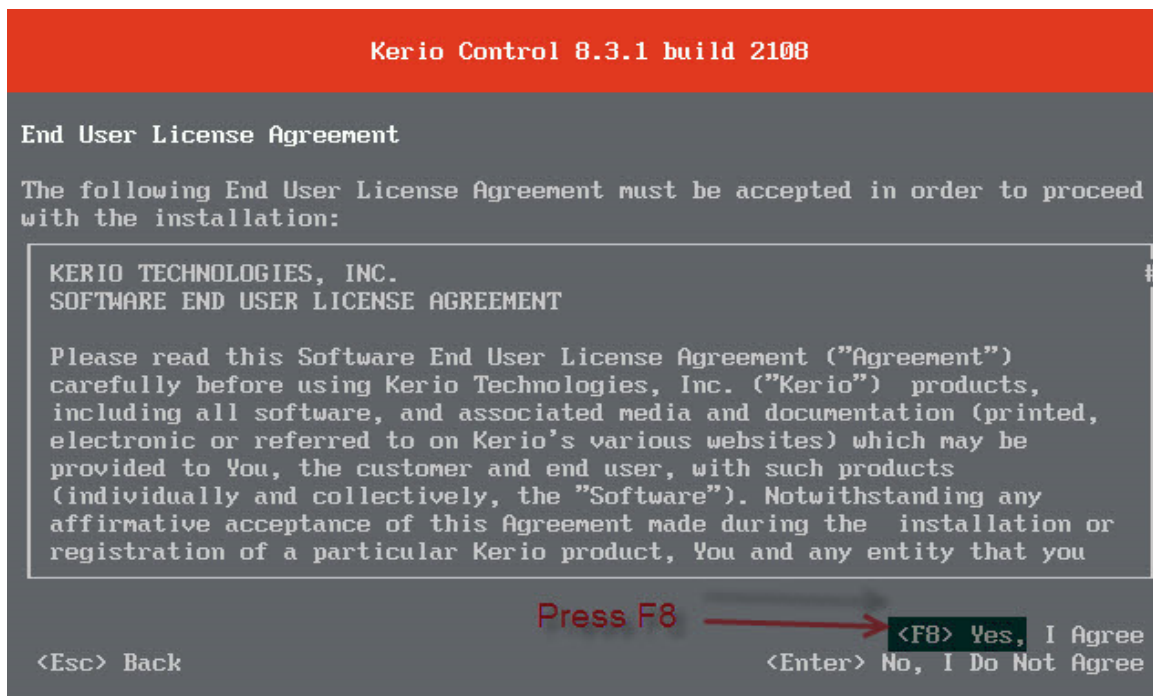 Kerio Control 8.3.1 build 2108
End User License Agreement
The following End User License Agreement must be accepted in order to proceed
with the installation:
KERIO TECHNOLOGIES, INC. #
SOFTWARE END USER LICENSE AGREEMENT
Please read this Software End User License Agreement ("Agreement")
carefully before using Kerio Technologies, Inc. ("Kerio")  products,
including all software, and associated media and documentation (printed,
electronic or referred to on Kerio's various websites) which may be
provided to You, the customer and end user, with such products
(individually and collectively, the "Software"). Notwithstanding any
affirmative acceptance of this Agreement made during the  installation or
registration of a particular Kerio product, You and any entity that you
Press F8
<F8> Yes, I Agree
<Esc> Back
<Enter> No, I Do Not Agree